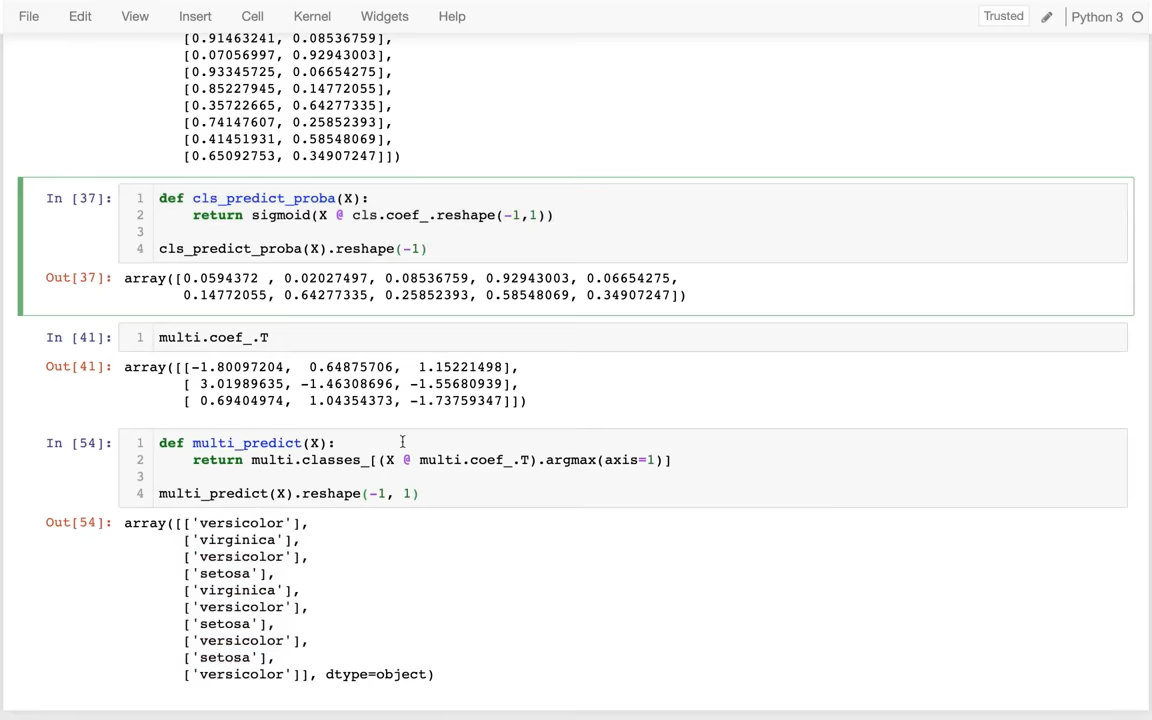 File Edit View Insert Cell Kernel Widgets Help Trusted Python 3
[0.91463241, 0.08536759],
[0.07056997, 0.92943003],
[0.93345725, 0.06654275],
[0.85227945, 0.14772055],
[0.35722665, 0.64277335],
[0.74147607, 0.25852393],
[0.41451931, 0.58548069],
[0.65092753, 0.34907247]])
In [37]: 1 def cls_predict_proba(X):
2 return sigmoid(X @ cls.coef_.reshape(-1,1))
3
4 cls_predict_proba(X).reshape(-1)
Out[37]: array([0.0594372 , 0.02027497, 0.08536759, 0.92943003, 0.06654275,
0.14772055, 0.64277335, 0.25852393, 0.58548069, 0.34907247])
In [41]: 1 multi.coef_.T
Out[41]: array([[-1.80097204, 0.64875706, 1.15221498],
[ 3.01989635, -1.46308696, -1.55680939],
[ 0.69404974, 1.04354373, -1.73759347]])
In [54]: 1 def multi_predict(X):
2 return multi.classes_[(X @ multi.coef_.T).argmax(axis=1)]
3
4 multi_predict(X).reshape(-1, 1)
Out[54]: array([['versicolor'],
['virginica'],
['versicolor'],
['setosa'],
['virginica'],
['versicolor'],
['setosa'],
['versicolor'],
['setosa'],
['versicolor']], dtype=object)